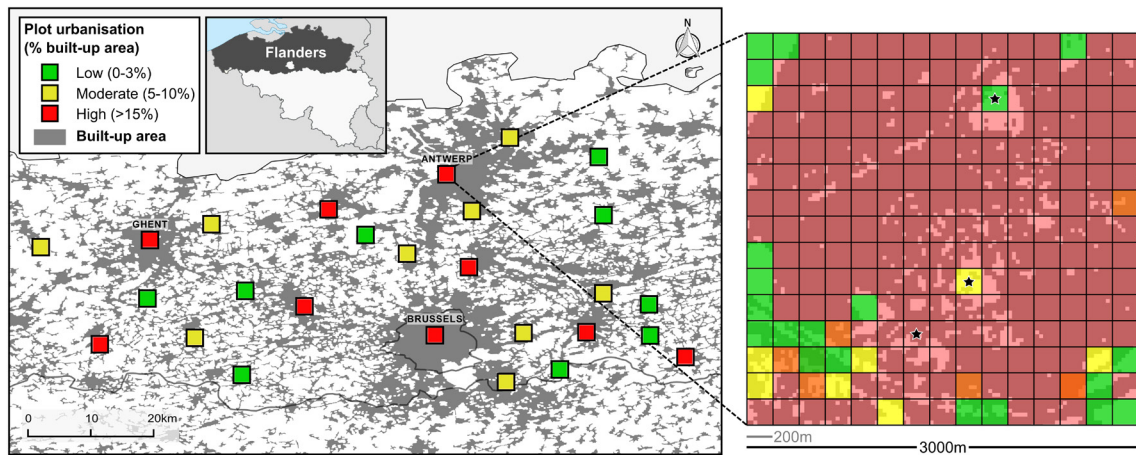 Plot urbanisation
(% built-up area)
Low (0-3%)
Moderate (5-10%)
High (>15%)
Built-up area
Flanders
N
ANTWERP
GHENT
BRUSSELS
0 10 20km
200m
3000m